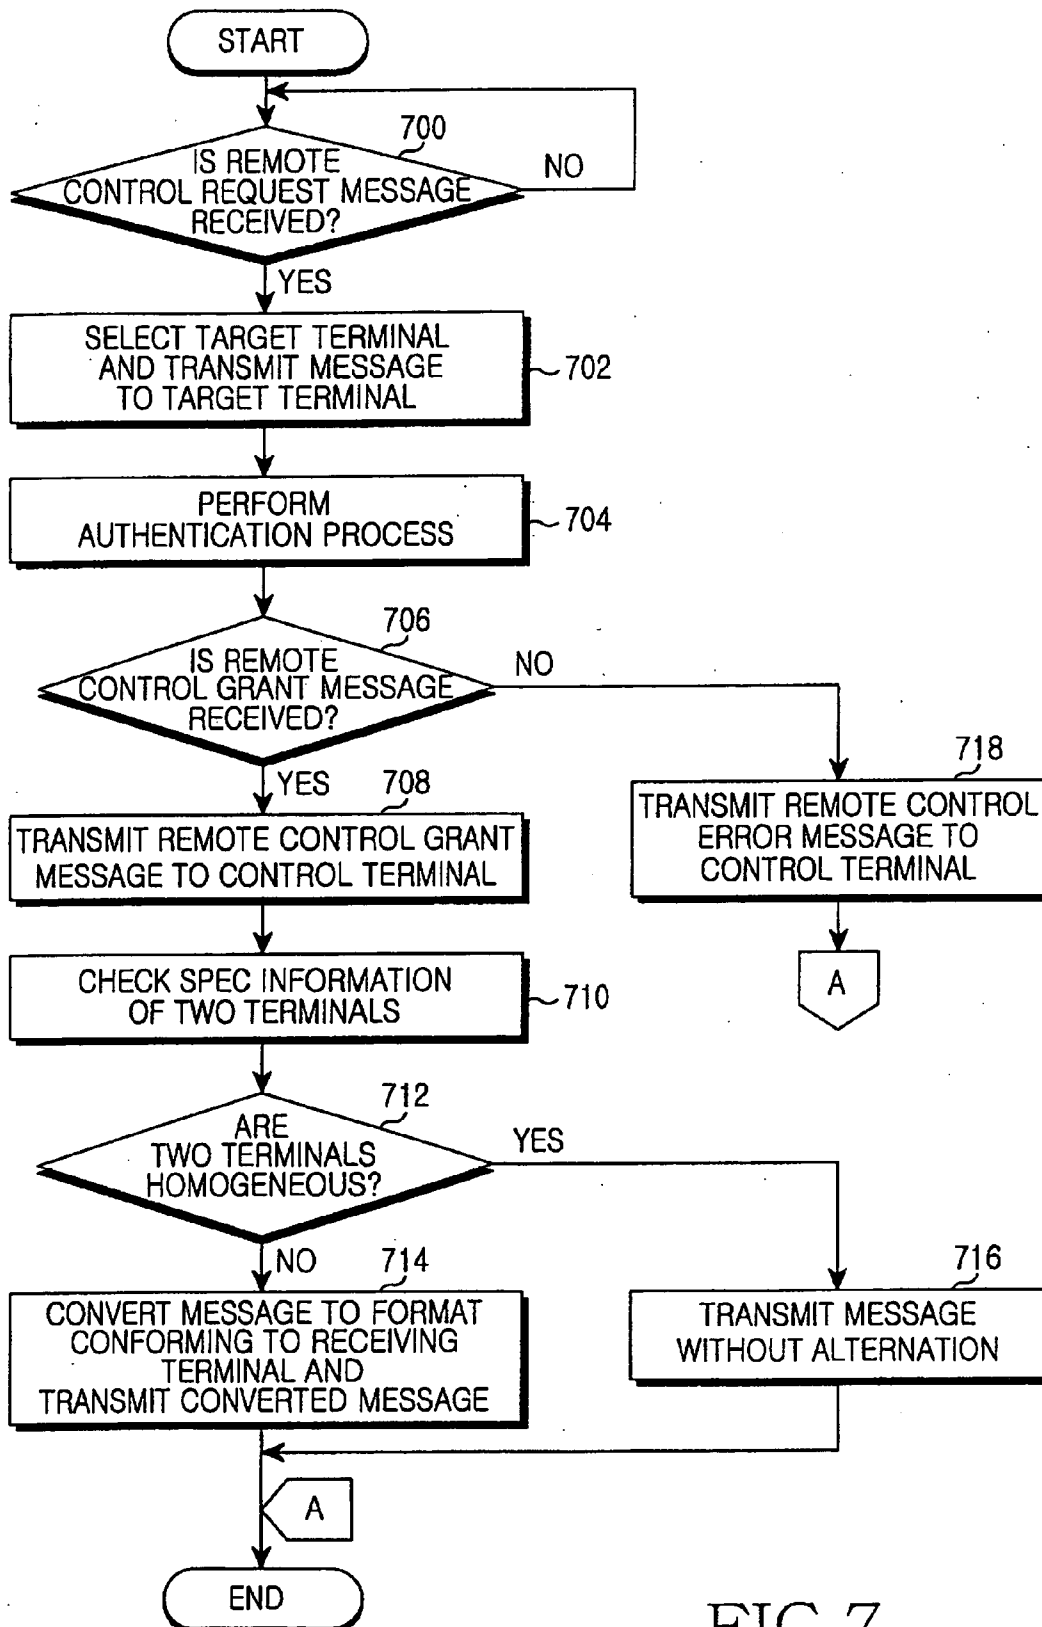 START
700
IS REMOTE
CONTROL REQUEST MESSAGE
RECEIVED?
NO
YES
SELECT TARGET TERMINAL
AND TRANSMIT MESSAGE
TO TARGET TERMINAL
702
PERFORM
AUTHENTICATION PROCESS
704
706
IS REMOTE
CONTROL GRANT MESSAGE
RECEIVED?
NO
YES
708
TRANSMIT REMOTE CONTROL GRANT
MESSAGE TO CONTROL TERMINAL
718
TRANSMIT REMOTE CONTROL
ERROR MESSAGE TO
CONTROL TERMINAL
A
CHECK SPEC INFORMATION
OF TWO TERMINALS
710
712
ARE
TWO TERMINALS
HOMOGENEOUS?
YES
NO
714
CONVERT MESSAGE TO FORMAT
CONFORMING TO RECEIVING
TERMINAL AND
TRANSMIT CONVERTED MESSAGE
716
TRANSMIT MESSAGE
WITHOUT ALTERNATION
A
END
FIG.7